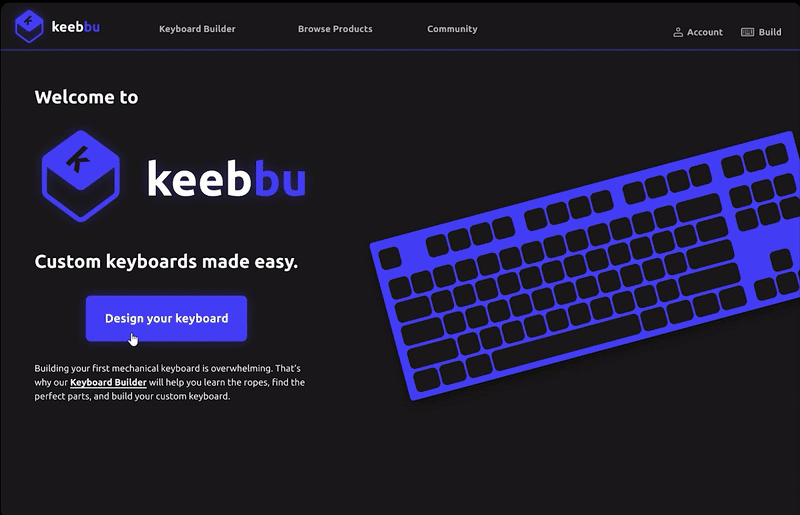 keebbu
Keyboard Builder
Browse Products
Community
Account
Build
Welcome to
keebbu
Custom keyboards made easy.
Design your keyboard
Building your first mechanical keyboard is overwhelming. That's
why our Keyboard Builder will help you learn the ropes, find the
perfect parts, and build your custom keyboard.